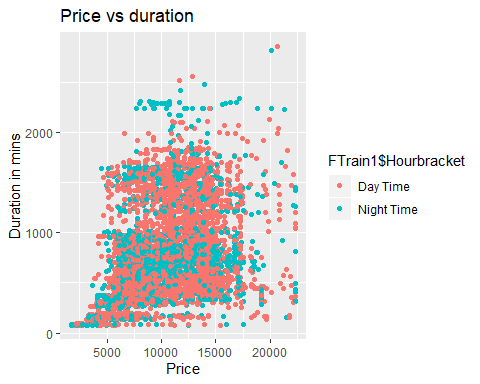 Price vs duration
2000
1000
0
Duration in mins
5000 10000 15000 20000
Price
FTrain1$Hourbracket
Day Time
Night Time